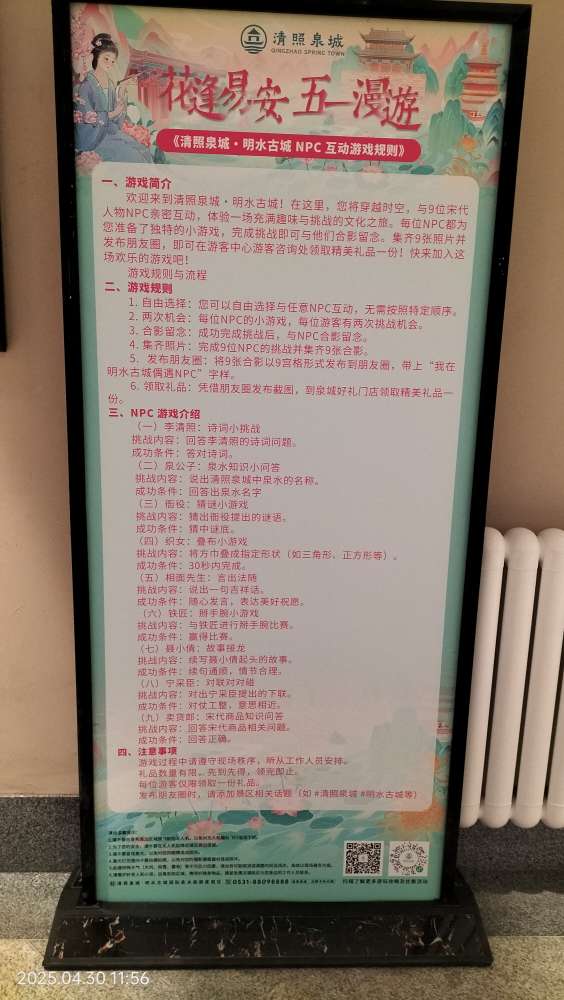 清照泉城
QINGZHAO SPRING TOWN
花逢易安 五一漫遊
《清照泉城·明水古城 NPC 互动游戏规则》
一、游戏简介
欢迎来到清照泉城·明水古城！在这里，您将穿越时空，与9位宋代
人物NPC亲密互动，体验一场充满趣味与挑战的文化之旅。每位NPC都为
您准备了独特的小游戏，完成挑战即可与他们合影留念。集齐9张照片并
发布朋友圈，即可在游客中心游客咨询处领取精美礼品一份！快来加入这
场欢乐的游戏吧！
游戏规则与流程
二、游戏规则
1. 自由选择：您可以自由选择与任意NPC互动，无需按照特定顺序。
2. 两次机会：每位NPC的小游戏，每位游客有两次挑战机会。
3. 合影留念：成功完成挑战后，与NPC合影留念。
4. 集齐照片：完成9位NPC的挑战并集齐9张合影。
5. 发布朋友圈：将9张合影以9宫格形式发布到朋友圈，带上“我在
明水古城偶遇NPC”字样。
6. 领取礼品：凭借朋友圈发布截图，到泉城好礼门店领取精美礼品一
份。
三、NPC 游戏介绍
（一）李清照：诗词小挑战
挑战内容：回答李清照的诗词问题。
成功条件：答对诗词。
（二）泉公子：泉水知识小问答
挑战内容：说出清照泉城中泉水的名称。
成功条件：回答出泉水名字
（三）衙役：猜谜小游戏
挑战内容：猜出衙役提出的谜语。
成功条件：猜中谜底。
（四）织女：叠布小游戏
挑战内容：将方巾叠成指定形状（如三角形、正方形等）。
成功条件：30秒内完成。
（五）相面先生：言出法随
挑战内容：说出一句吉祥话。
成功条件：随心发言，表达美好祝愿。
（六）铁匠：掰手腕小游戏
挑战内容：与铁匠进行掰手腕比赛。
成功条件：赢得比赛。
（七）聂小倩：故事接龙
挑战内容：续写聂小倩起头的故事。
成功条件：续句通顺，情节合理。
（八）宁采臣：对联对对碰
挑战内容：对出宁采臣提出的下联。
成功条件：对仗工整，意思相近。
（九）卖货郎：宋代商品知识问答
挑战内容：回答宋代商品相关问题。
成功条件：回答正确。
四、注意事项
游戏过程中请遵守现场秩序，听从工作人员安排。
礼品数量有限，先到先得，领完即止。
每位游客仅限领取一份礼品。
发布朋友圈时，请添加景区相关话题（如 #清照泉城 #明水古城等）
清照泉城 0531-88096888
扫码了解更多游玩攻略及优惠活动
2025.04.30 11:56